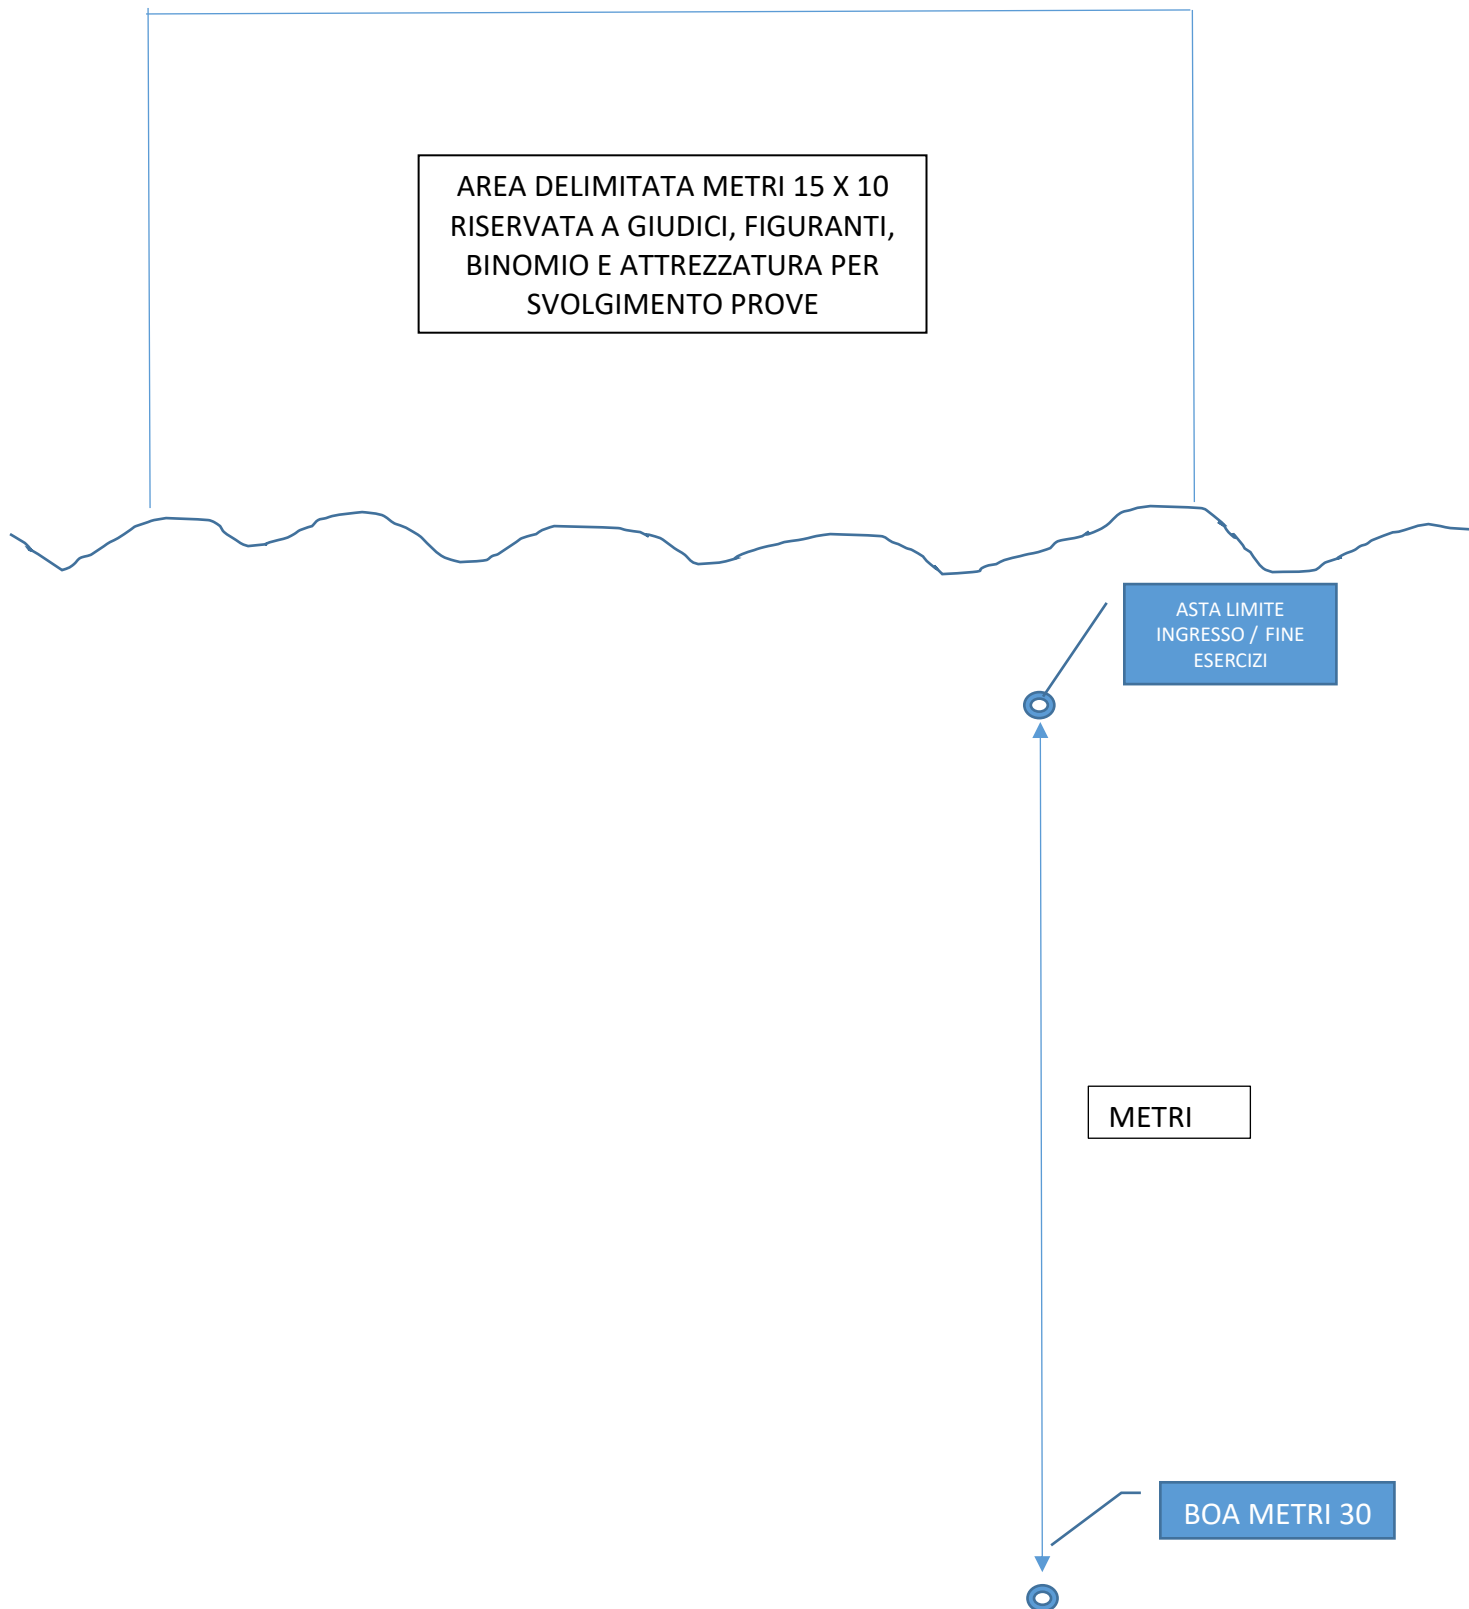 AREA DELIMITATA METRI 15 X 10
RISERVATA A GIUDICI, FIGURANTI,
BINOMIO E ATTREZZATURA PER
SVOLGIMENTO PROVE
ASTA LIMITE
INGRESSO / FINE
ESERCIZI
METRI
BOA METRI 30